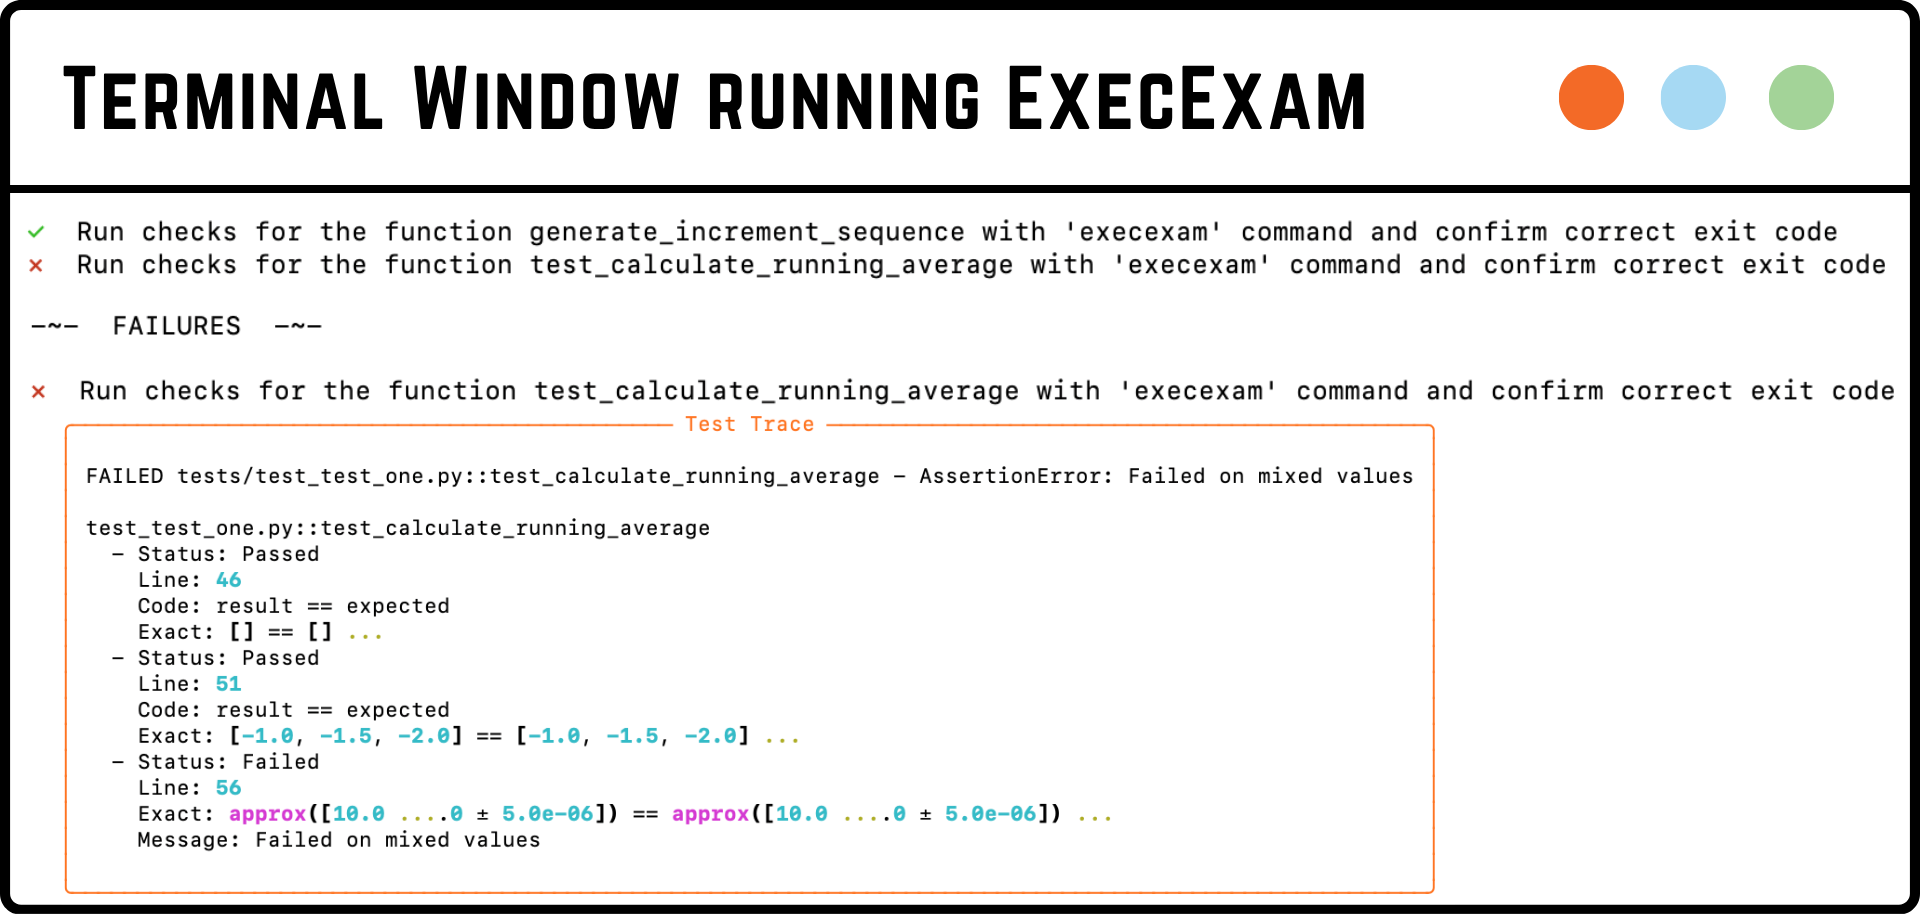 Terminal Window running ExecExam
✓ Run checks for the function generate_increment_sequence with 'execexam' command and confirm correct exit code
✕ Run checks for the function test_calculate_running_average with 'execexam' command and confirm correct exit code
—~— FAILURES —~—
✕ Run checks for the function test_calculate_running_average with 'execexam' command and confirm correct exit code
Test Trace
FAILED tests/test_test_one.py::test_calculate_running_average - AssertionError: Failed on mixed values
test_test_one.py::test_calculate_running_average
- Status: Passed
Line: 46
Code: result == expected
Exact: [] == [] ...
- Status: Passed
Line: 51
Code: result == expected
Exact: [-1.0, -1.5, -2.0] == [-1.0, -1.5, -2.0] ...
- Status: Failed
Line: 56
Exact: approx([10.0 ....0 ± 5.0e-06]) == approx([10.0 ....0 ± 5.0e-06]) ...
Message: Failed on mixed values